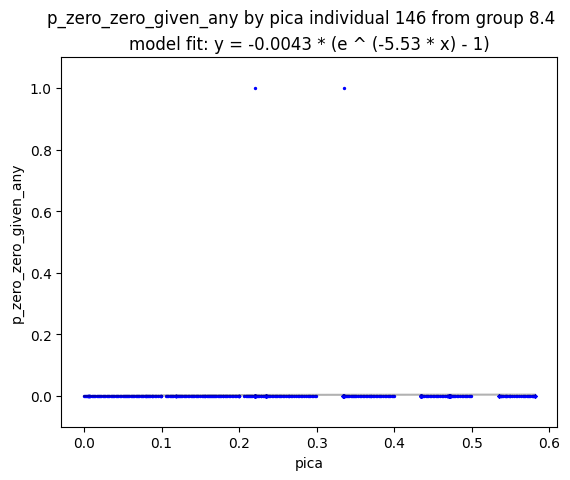 p_zero_zero_given_any by pica individual 146 from group 8.4
model fit: y = -0.0043 * (e ^ (-5.53 * x) - 1)
1.0
0.8
0.6
0.4
0.2
0.0
p_zero_zero_given_any
0.0 0.1 0.2 0.3 0.4 0.5 0.6
pica